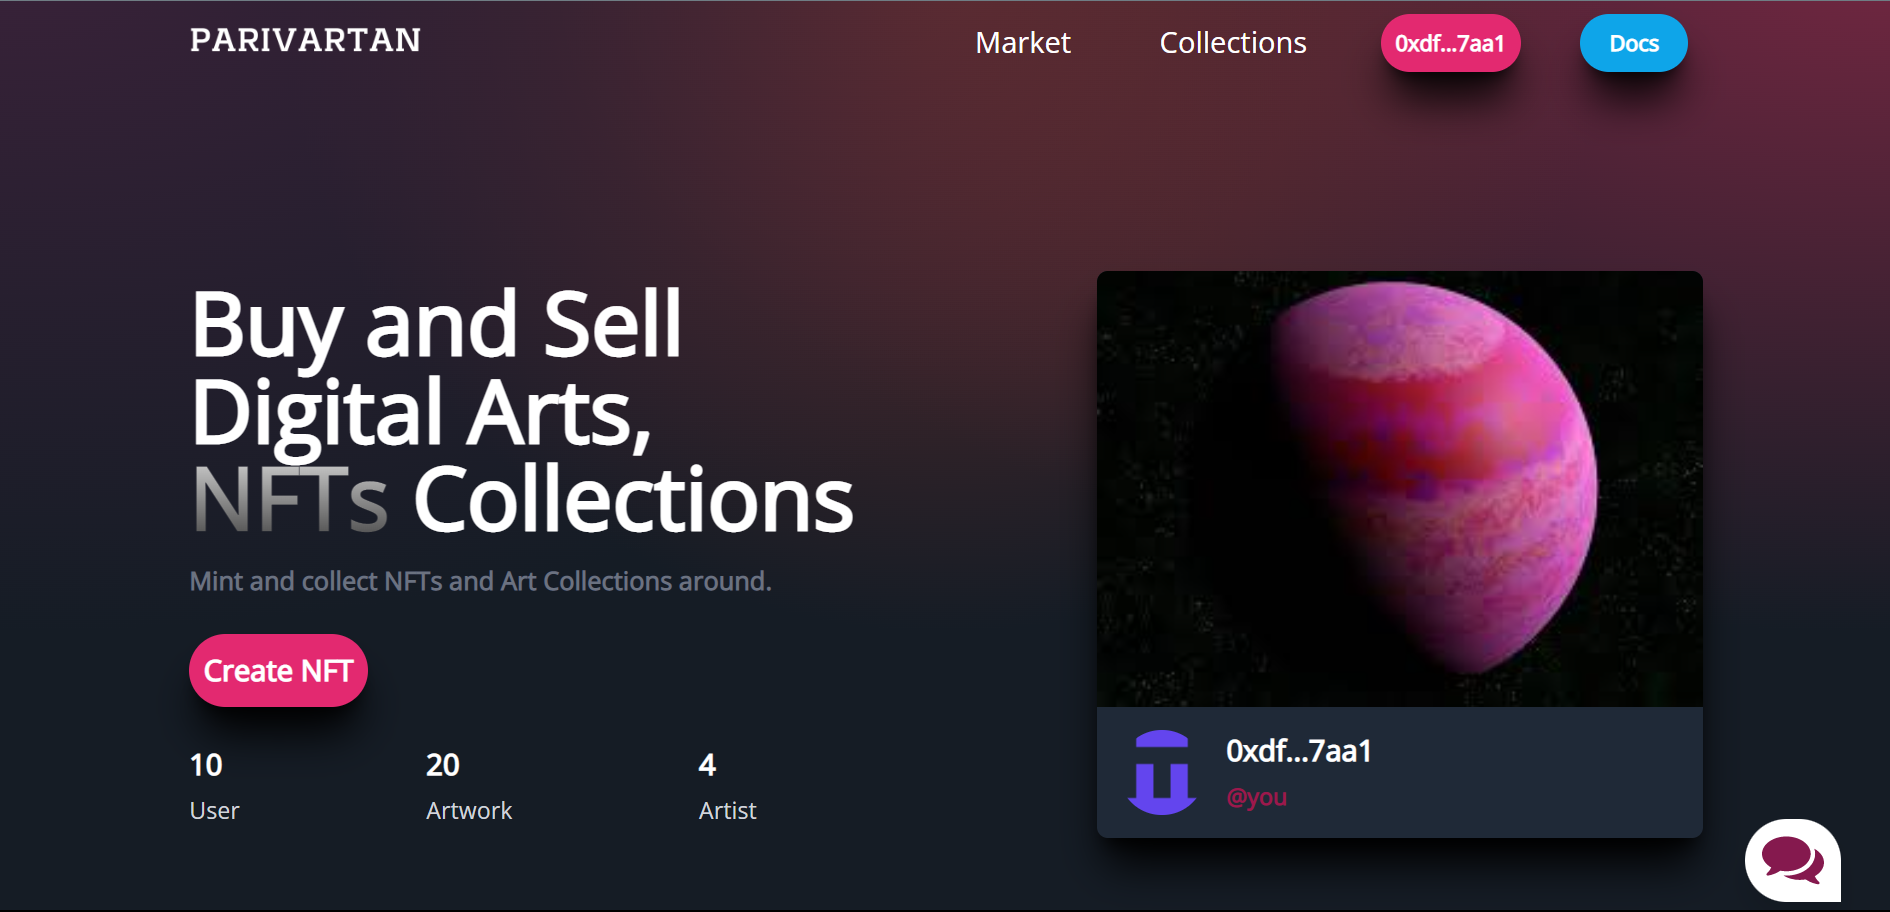 PARIVARTAN
Market
Collections
0xdf...7aa1
Docs
Buy and Sell
Digital Arts,
NFTs Collections
Mint and collect NFTs and Art Collections around.
Create NFT
10
User
20
Artwork
4
Artist
0xdf...7aa1
@you